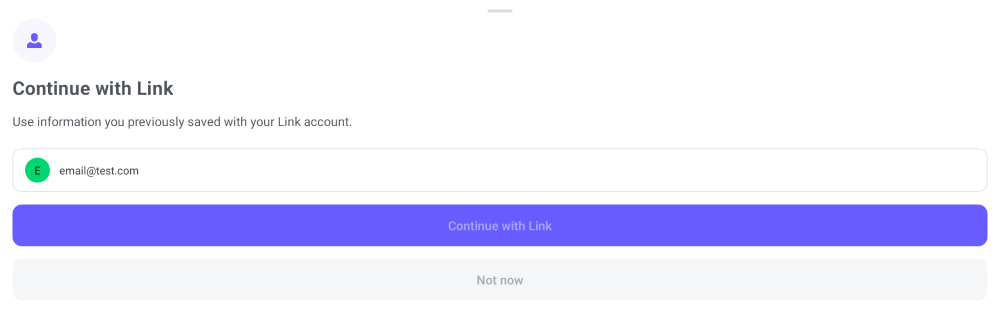 Continue with Link
Use information you previously saved with your Link account.
E
email@test.com
Continue with Link
Not now